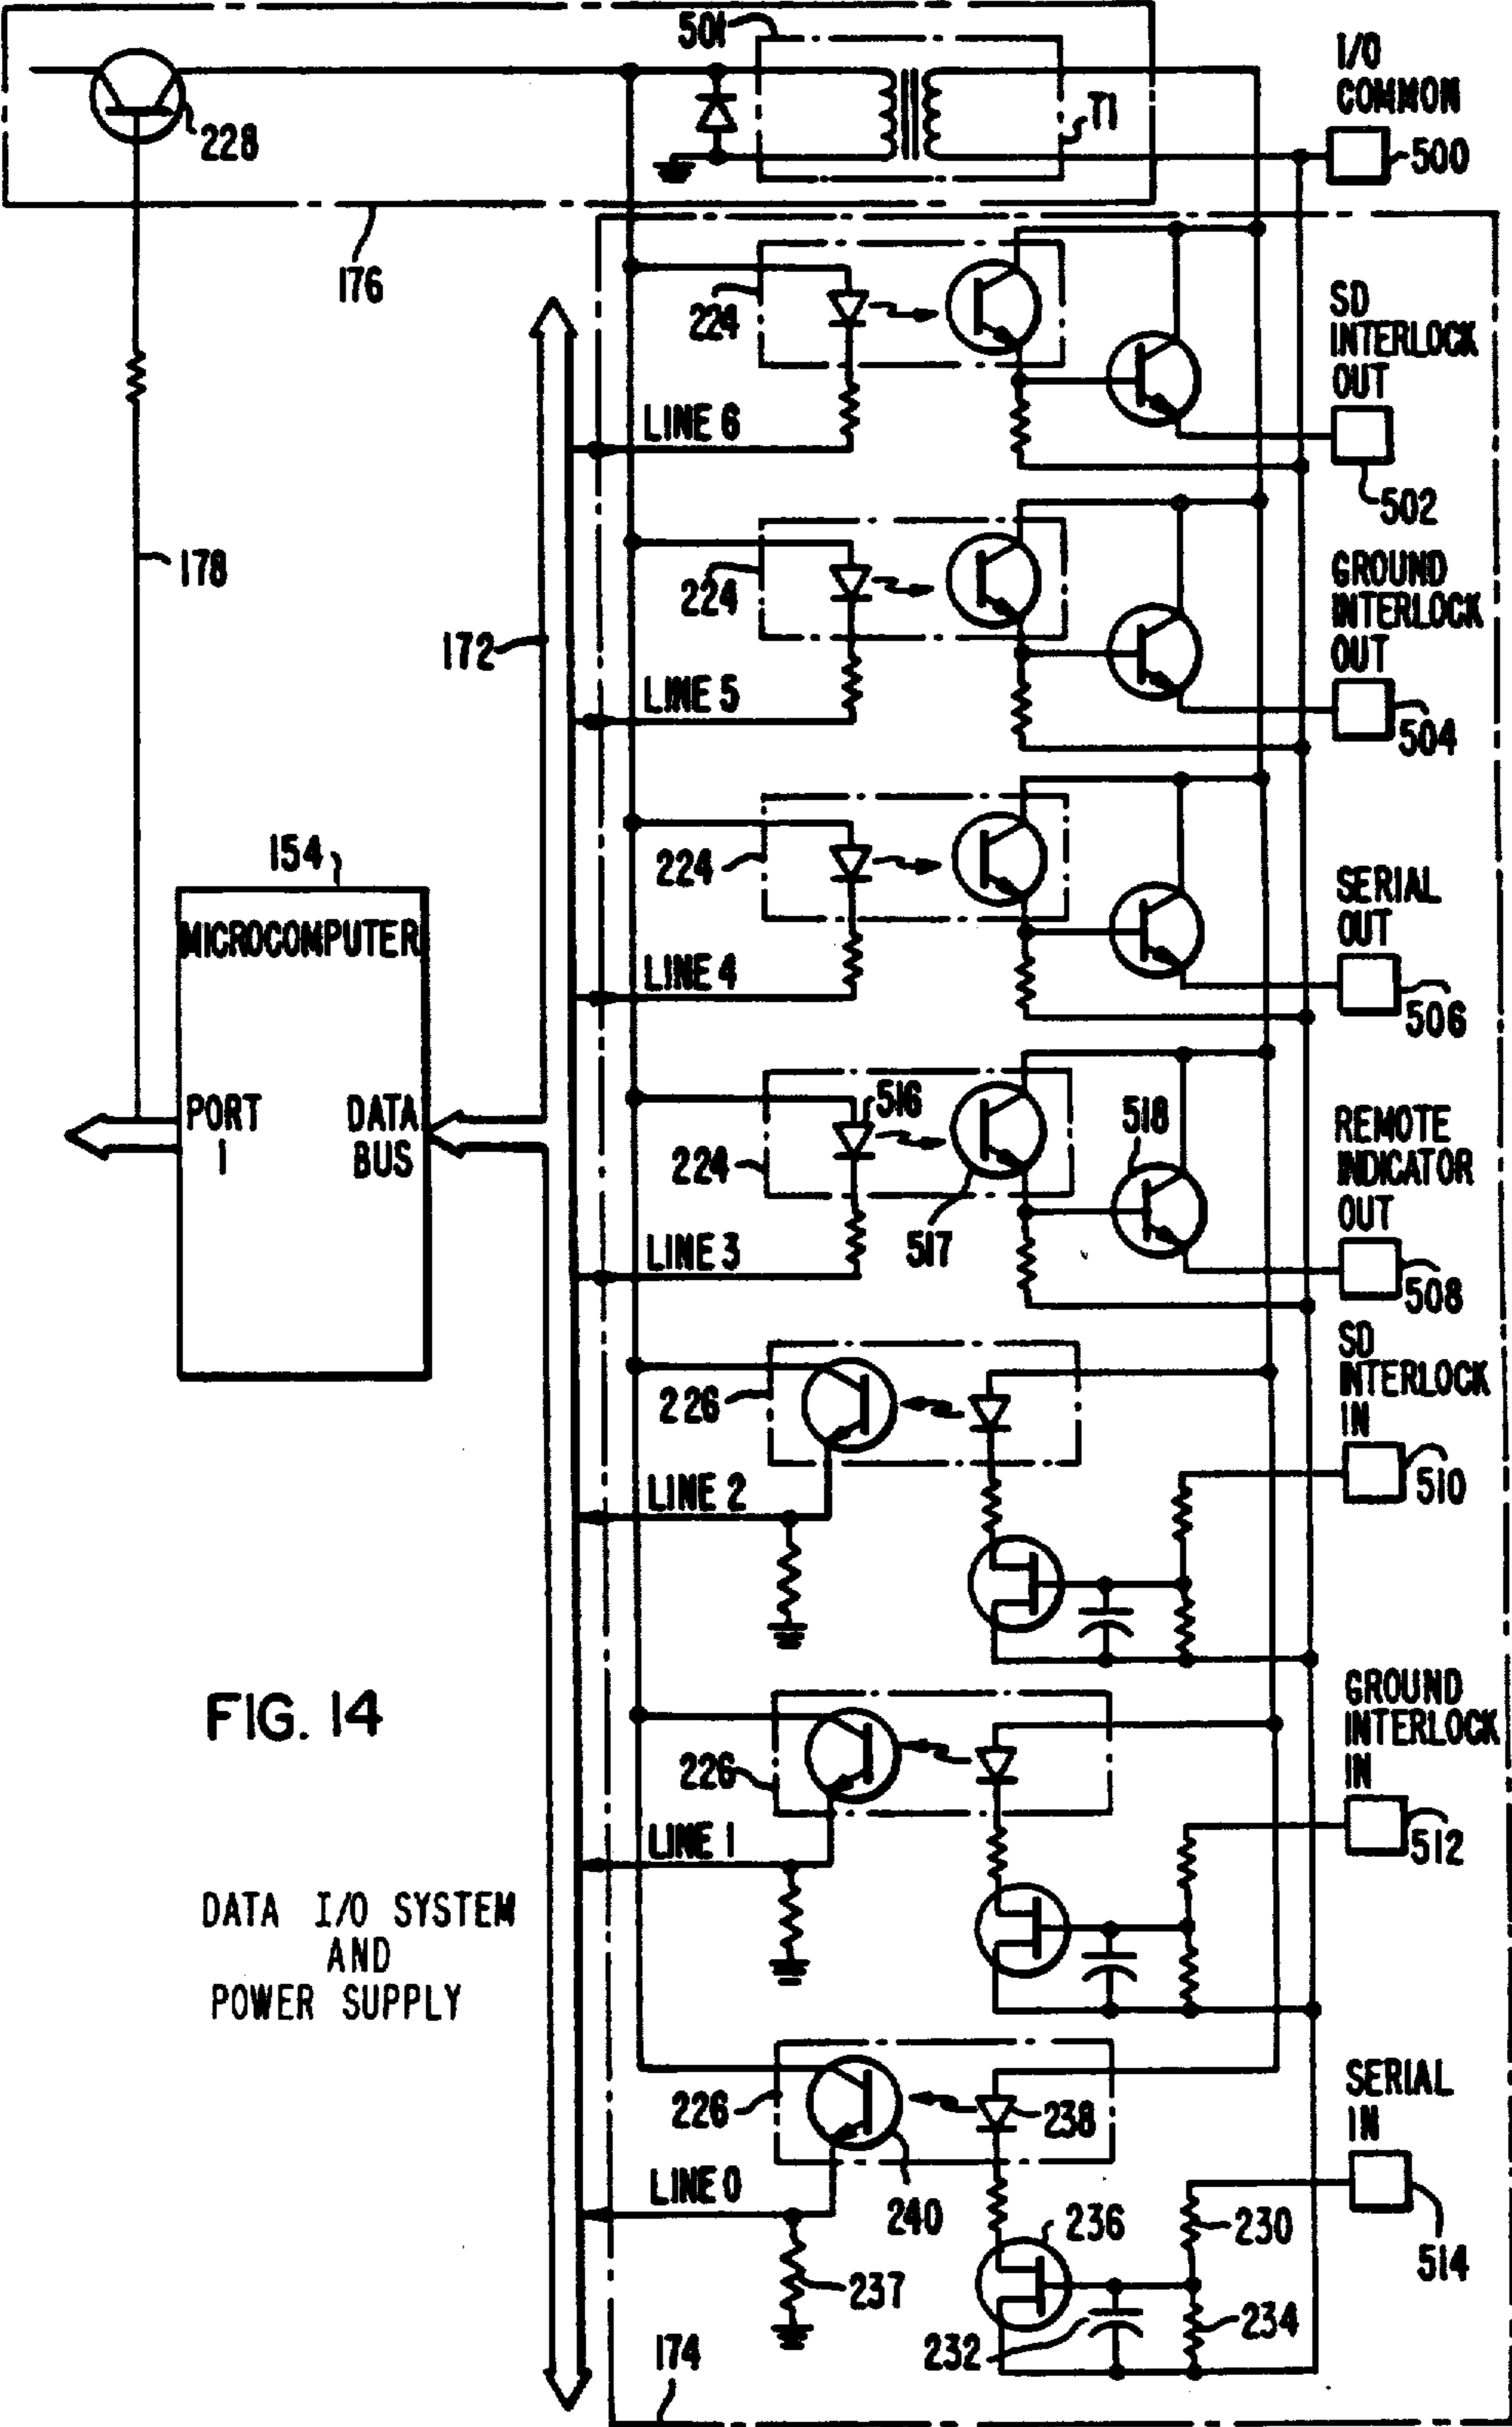 501
I/O
COMMON
T1
500
228
176
224
SD
INTERLOCK
OUT
LINE 6
502
178
224
GROUND
INTERLOCK
OUT
172
LINE 5
504
154
224
SERIAL
OUT
MICROCOMPUTER
LINE 4
506
516
518
PORT
1
DATA
BUS
224
REMOTE
INDICATOR
OUT
517
LINE 3
508
SD
INTERLOCK
IN
226
LINE 2
510
FIG. 14
GROUND
INTERLOCK
IN
226
LINE 1
512
DATA I/O SYSTEM
AND
POWER SUPPLY
226
238
SERIAL
IN
LINE 0
240
236
230
514
237
232
234
174